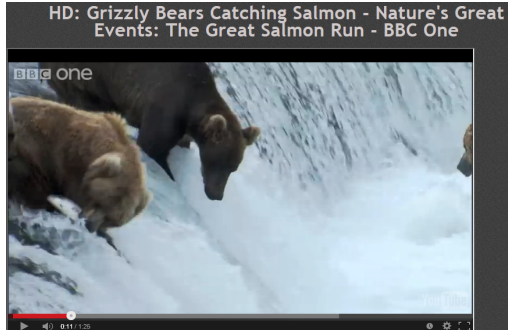 HD: Grizzly Bears Catching Salmon - Nature's Great
Events: The Great Salmon Run - BBC One
BBC one
YouTube
0:11 / 1:25